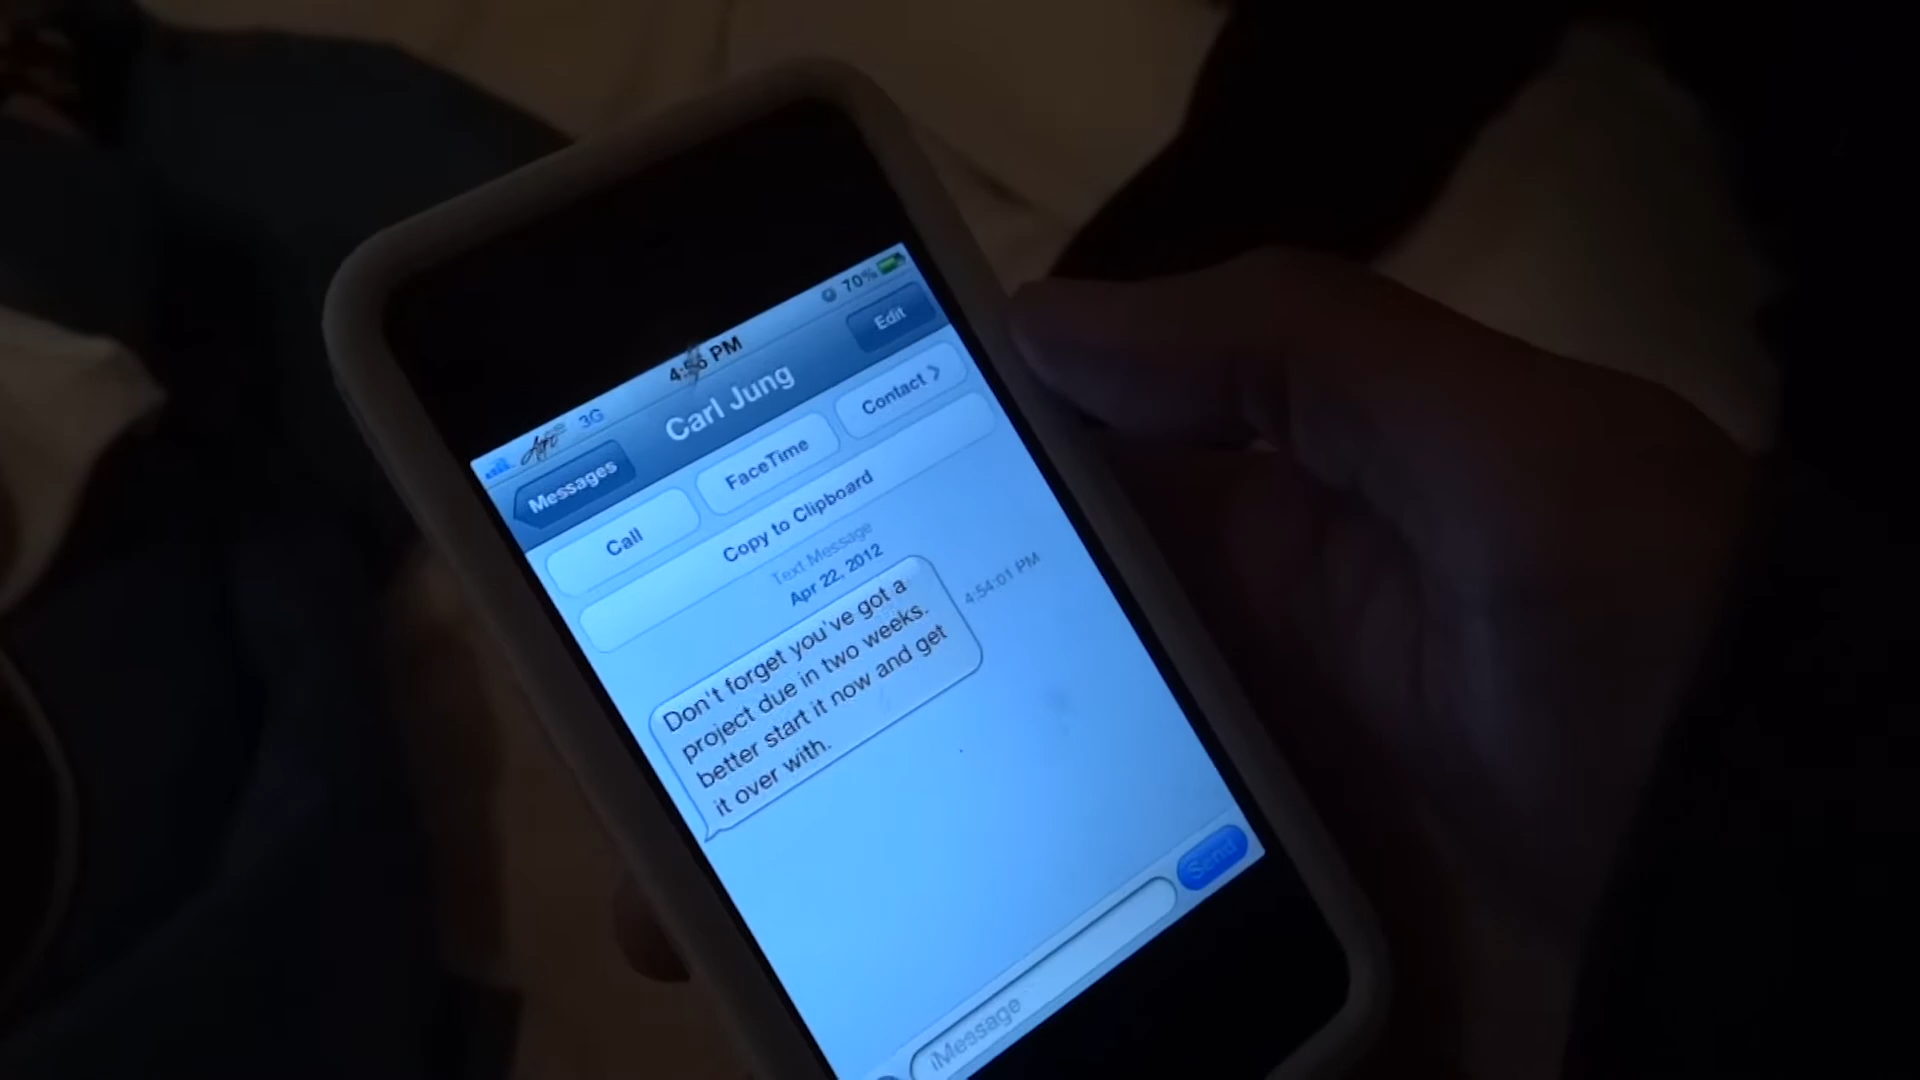 3G 4:56 PM 70%
Messages Carl Jung Edit
Call FaceTime Contact
Copy to Clipboard
Text Message
Apr 22, 2012
Don't forget you've got a
project due in two weeks.
better start it now and get
it over with.
4:54:01 PM
iMessage Send